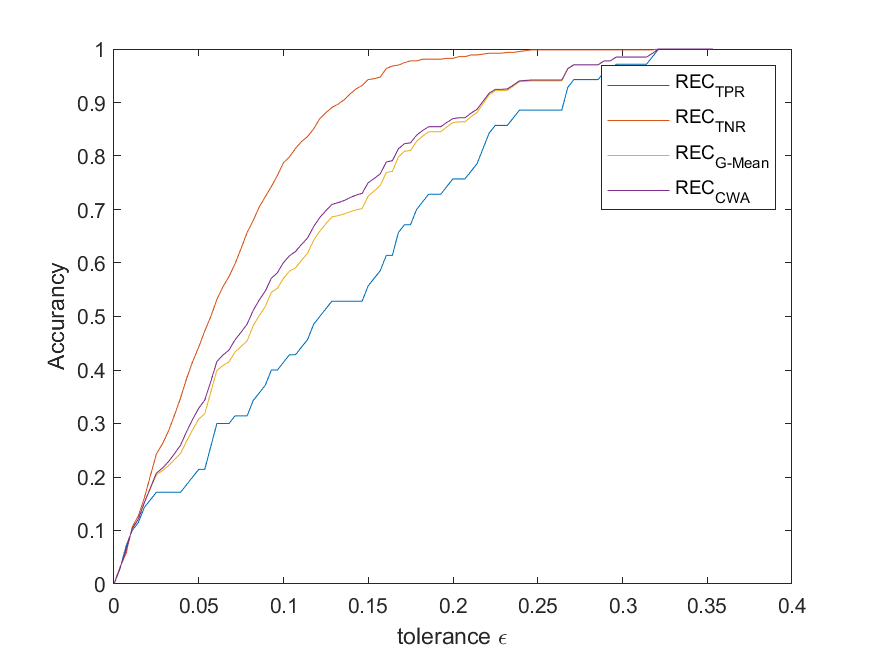 1
0.9
0.8
0.7
0.6
0.5
0.4
0.3
0.2
0.1
0
Accurancy
REC_TPR
REC_TNR
REC_G-Mean
REC_CWA
0 0.05 0.1 0.15 0.2 0.25 0.3 0.35 0.4
tolerance ϵ